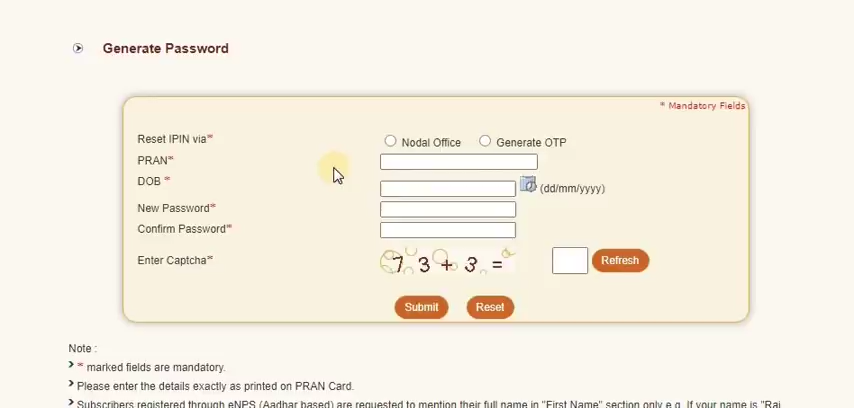 Generate Password
* Mandatory Fields
Reset IPIN via* Nodal Office Generate OTP
PRAN*
DOB * (dd/mm/yyyy)
New Password*
Confirm Password*
Enter Captcha* 73 + 3 = Refresh
Submit Reset
Note :
* marked fields are mandatory.
Please enter the details exactly as printed on PRAN Card.
Subscribers registered through eNPS (Aadhar based) are requested to mention their full name in "First Name" section only e.g. If your name is "Raj